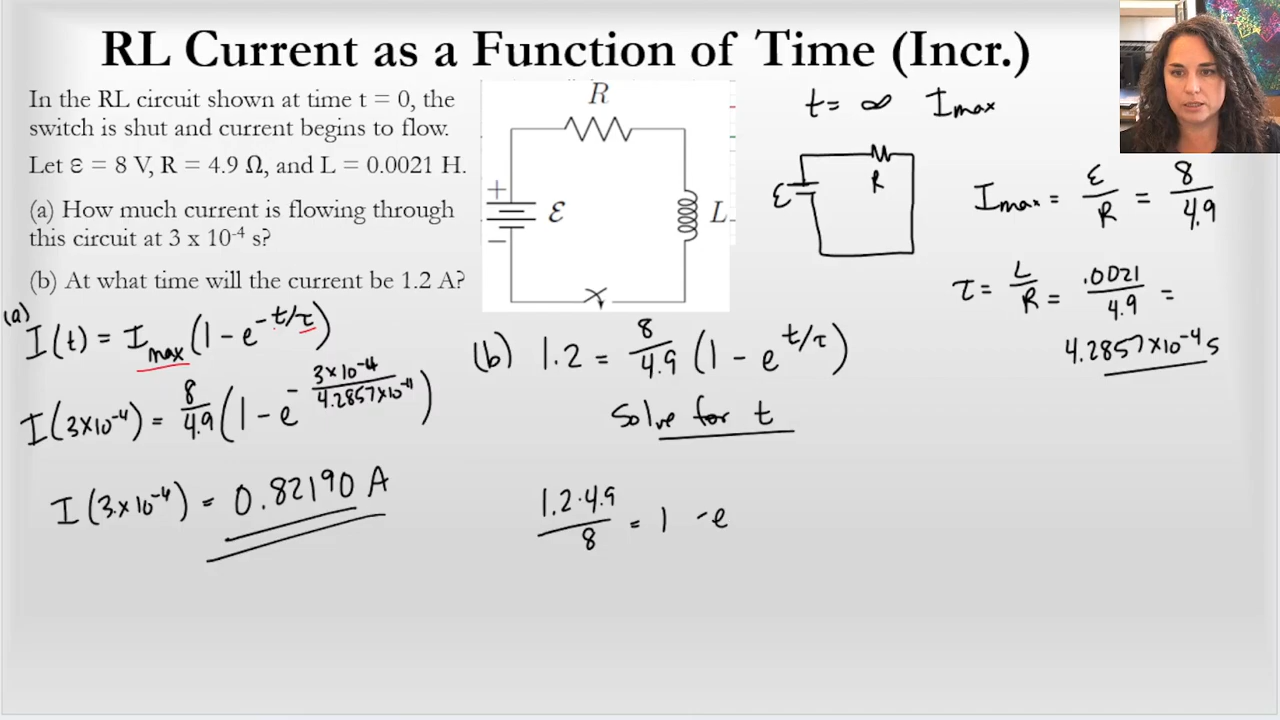 RL Current as a Function of Time (Incr.)
In the RL circuit shown at time t = 0, the
switch is shut and current begins to flow.
Let ε = 8 V, R = 4.9 Ω, and L = 0.0021 H.
(a) How much current is flowing through
this circuit at 3 x 10⁻⁴ s?
(b) At what time will the current be 1.2 A?
R
+
ε
−
L
t = ∞ Imax
ε
R
Imax = ε/R = 8/4.9
τ = L/R = .0021/4.9 =
4.2857×10⁻⁴ s
(a)
I(t) = Imax (1 - e^-t/τ)
I(3×10⁻⁴) = 8/4.9 (1 - e^-3×10⁻⁴/4.2857×10⁻⁴)
I(3×10⁻⁴) = 0.82190 A
(b) 1.2 = 8/4.9 (1 - e^t/τ)
Solve for t
1.2·4.9/8 = 1 -e